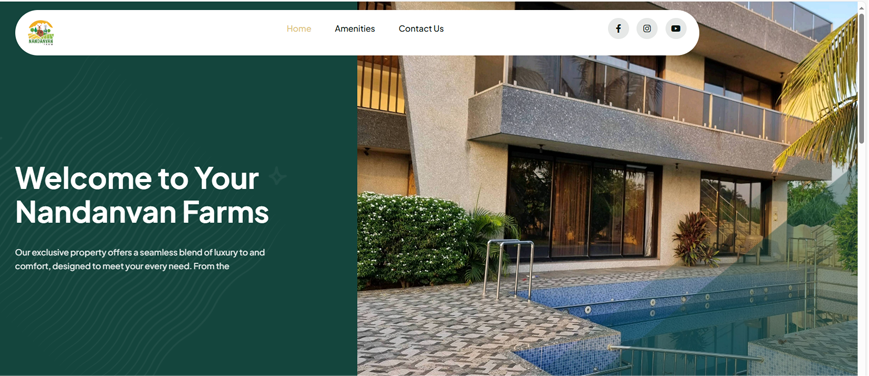 NANDANVAN
Home
Amenities
Contact Us
Welcome to Your
Nandanvan Farms
Our exclusive property offers a seamless blend of luxury to and
comfort, designed to meet your every need. From the